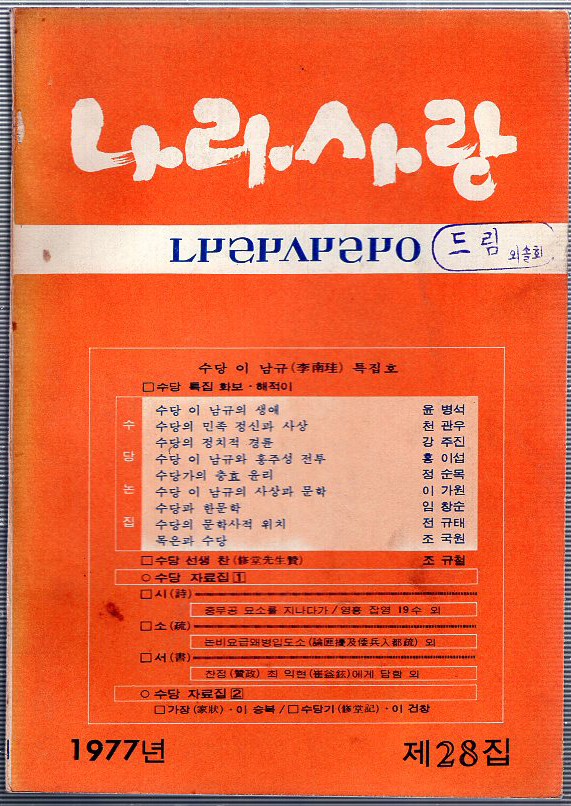 나라사랑
ㄴㅏㄹㅏㅅㅏㄹㅏㅇ
드림
외솔회
수당 이 남규(李南珪) 특집호
□수당 특집 화보·해적이
수당논집
수당 이 남규의 생애 윤 병석
수당의 민족 정신과 사상 천 관우
수당의 정치적 경륜 강 주진
수당 이 남규와 홍주성 전투 홍 이섭
수당가의 충효 윤리 정 순목
수당 이 남규의 사상과 문학 이 가원
수당과 한문학 임 창순
수당의 문학사적 위치 전 규태
목은과 수당 조 국원
□수당 선생 찬(修堂先生贊) 조 규철
○수당 자료집 1
□시(詩)
충무공 묘소를 지나다가/영흥 잡영 19수 외
□소(疏)
논비요급왜병입도소(論匪擾及倭兵入都疏) 외
□서(書)
찬정(贊政) 최 익현(崔益鉉)에게 답함 외
○수당 자료집 2
□가장(家狀)·이 승복/□수당기(修堂記)·이 건창
1977년
제28집